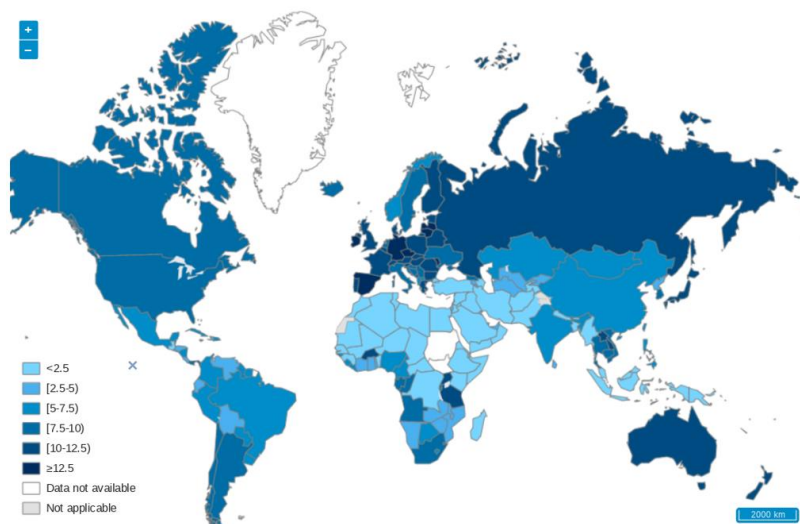 +
−
<2.5
[2.5-5)
[5-7.5)
[7.5-10)
[10-12.5)
≥12.5
Data not available
Not applicable
2000 km